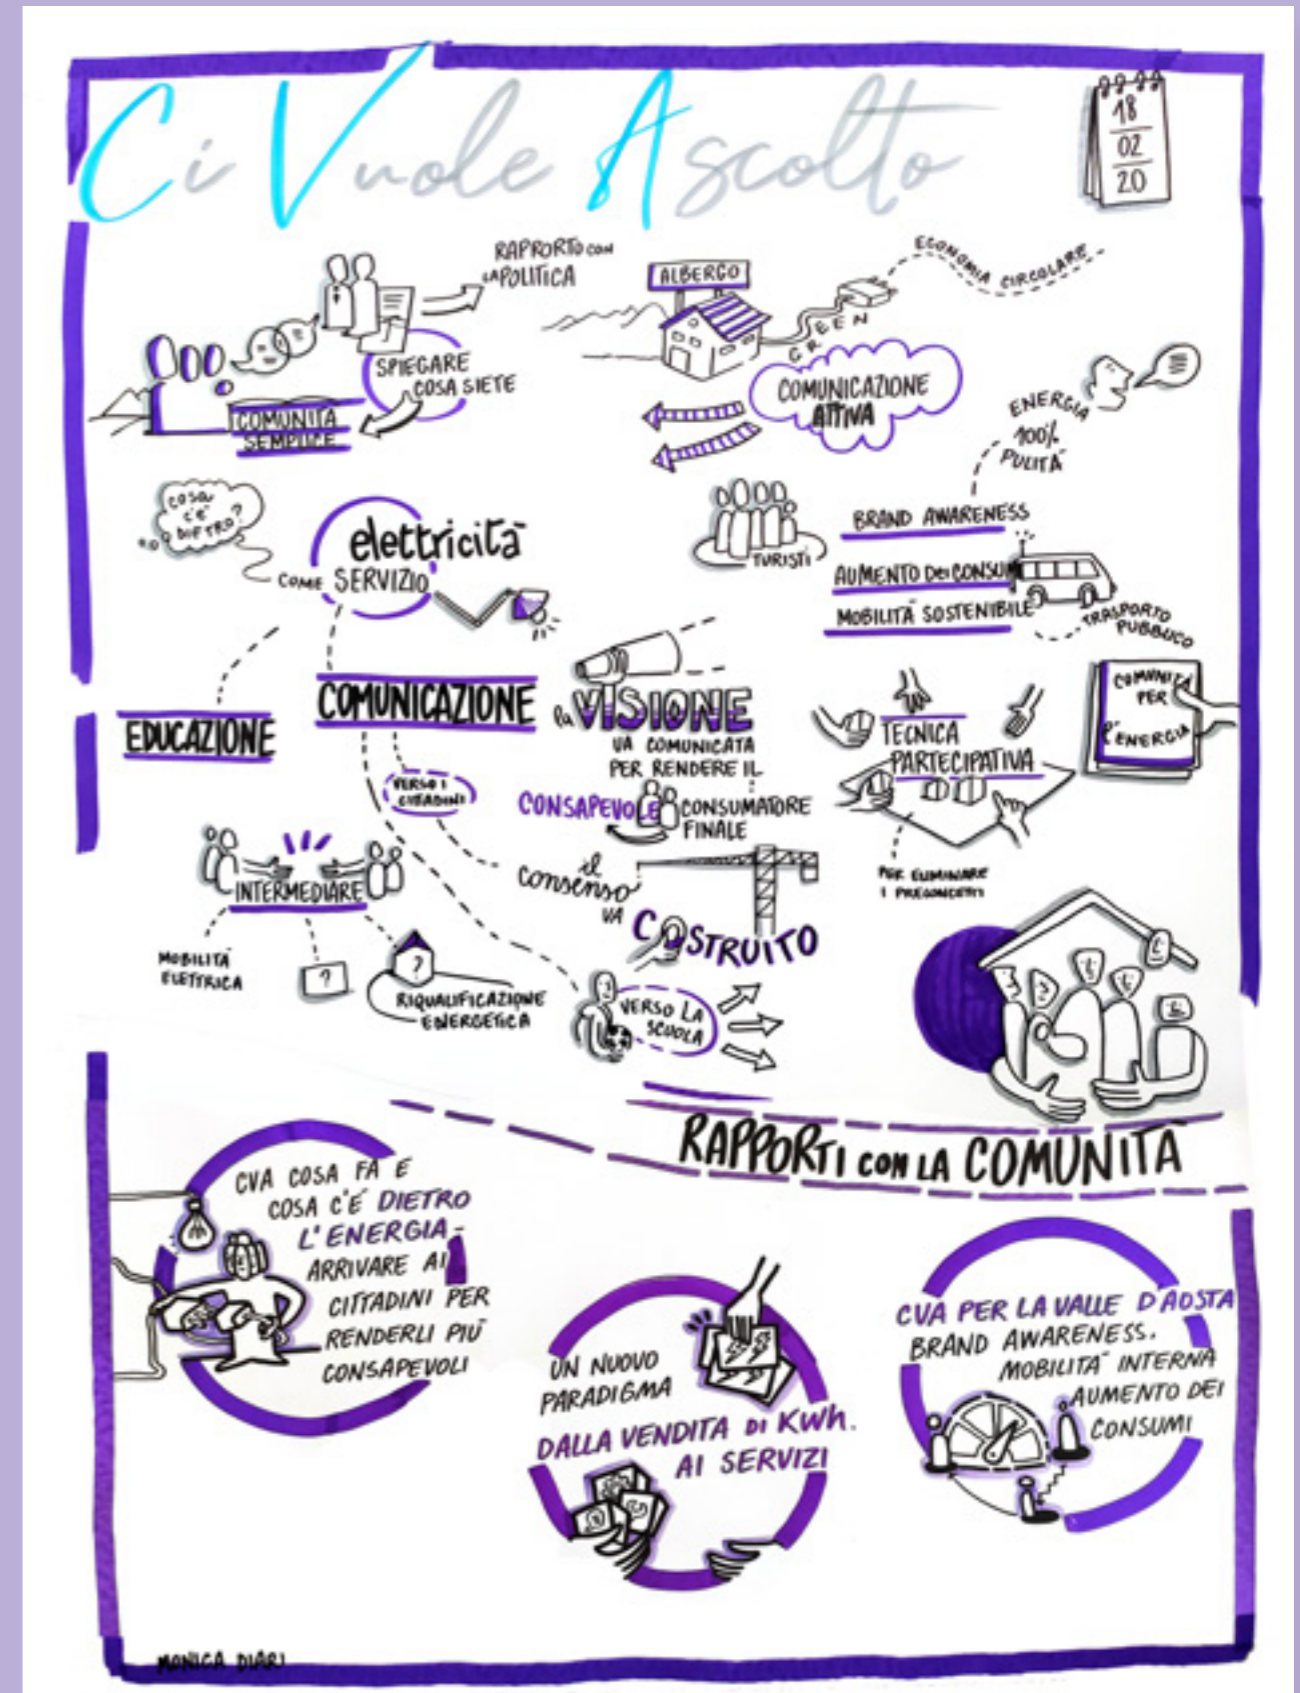 Ci Vuole Ascolto
18
02
20
RAPPORTO CON
LA POLITICA
SPIEGARE
COSA SIETE
COMUNITÀ
SEMPLICE
ALBERGO
GREEN
ECONOMIA CIRCOLARE
COMUNICAZIONE
ATTIVA
ENERGIA
100%
PULITA
COSA
C'È
DIETRO?
elettricità
COME SERVIZIO
TURISTI
BRAND AWARENESS
AUMENTO DEI CONSUMI
MOBILITÀ SOSTENIBILE
TRASPORTO
PUBBLICO
EDUCAZIONE
COMUNICAZIONE
la VISIONE
VA COMUNICATA
PER RENDERE IL
CONSAPEVOLE CONSUMATORE
FINALE
VERSO I
CITTADINI
TECNICA
PARTECIPATIVA
PER ELIMINARE
I PRECONCETTI
COMUNITÀ
PER
l'ENERGIA
INTERMEDIARE
MOBILITÀ
ELETTRICA
?
?
RIQUALIFICAZIONE
ENERGETICA
il
consenso
VA
COSTRUITO
VERSO LA
SCUOLA
RAPPORTI CON LA COMUNITÀ
CVA COSA FA E
COSA C'È DIETRO
L'ENERGIA-
ARRIVARE AI
CITTADINI PER
RENDERLI PIÙ
CONSAPEVOLI
UN NUOVO
PARADIGMA
DALLA VENDITA DI KWh.
AI SERVIZI
CVA PER LA VALLE D'AOSTA
BRAND AWARENESS.
MOBILITÀ INTERNA
AUMENTO DEI
CONSUMI
MONICA DIARI